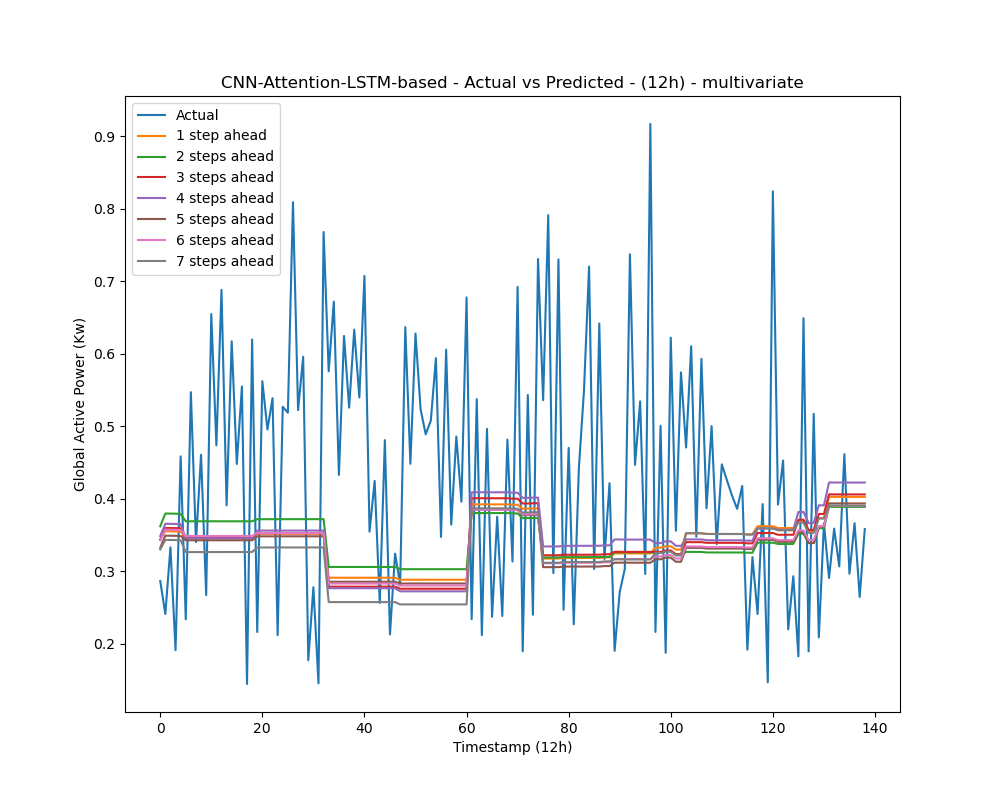 CNN-Attention-LSTM-based - Actual vs Predicted - (12h) - multivariate
Actual
1 step ahead
2 steps ahead
3 steps ahead
4 steps ahead
5 steps ahead
6 steps ahead
7 steps ahead
Global Active Power (Kw)
0.9
0.8
0.7
0.6
0.5
0.4
0.3
0.2
0 20 40 60 80 100 120 140
Timestamp (12h)